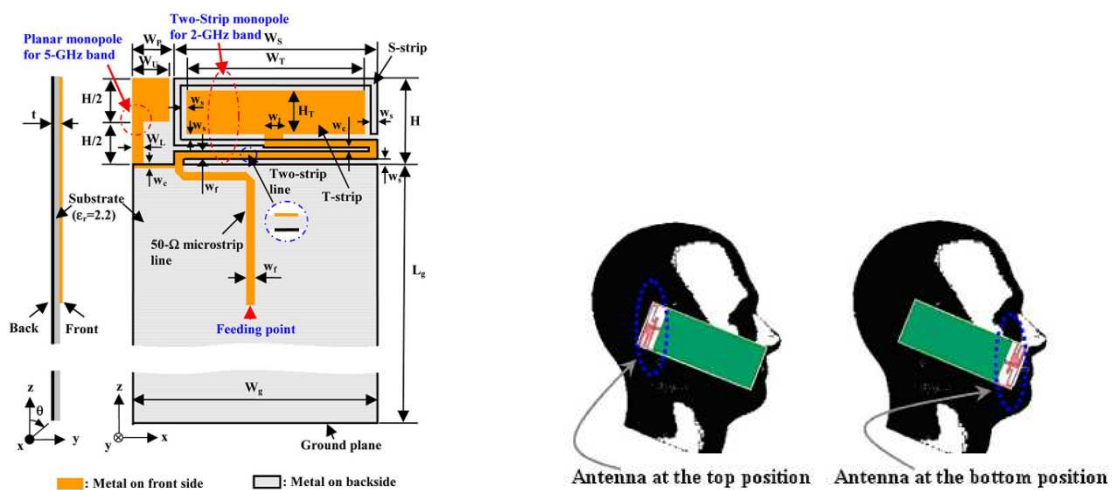 Two-Strip monopole
for 2-GHz band
Planar monopole
for 5-GHz band
W_P
W_S
S-strip
W_U
W_T
H/2
w_s
H_T
w_t
w_s
H
t
w_s
w_c
H/2
W_L
w_c
w_f
Two-strip
line
T-strip
w_s
Substrate
(ε_r=2.2)
50-Ω microstrip
line
w_f
L_g
Back
Front
Feeding point
W_g
z
θ
x
y
z
y
x
Ground plane
: Metal on front side
: Metal on backside
Antenna at the top position
Antenna at the bottom position